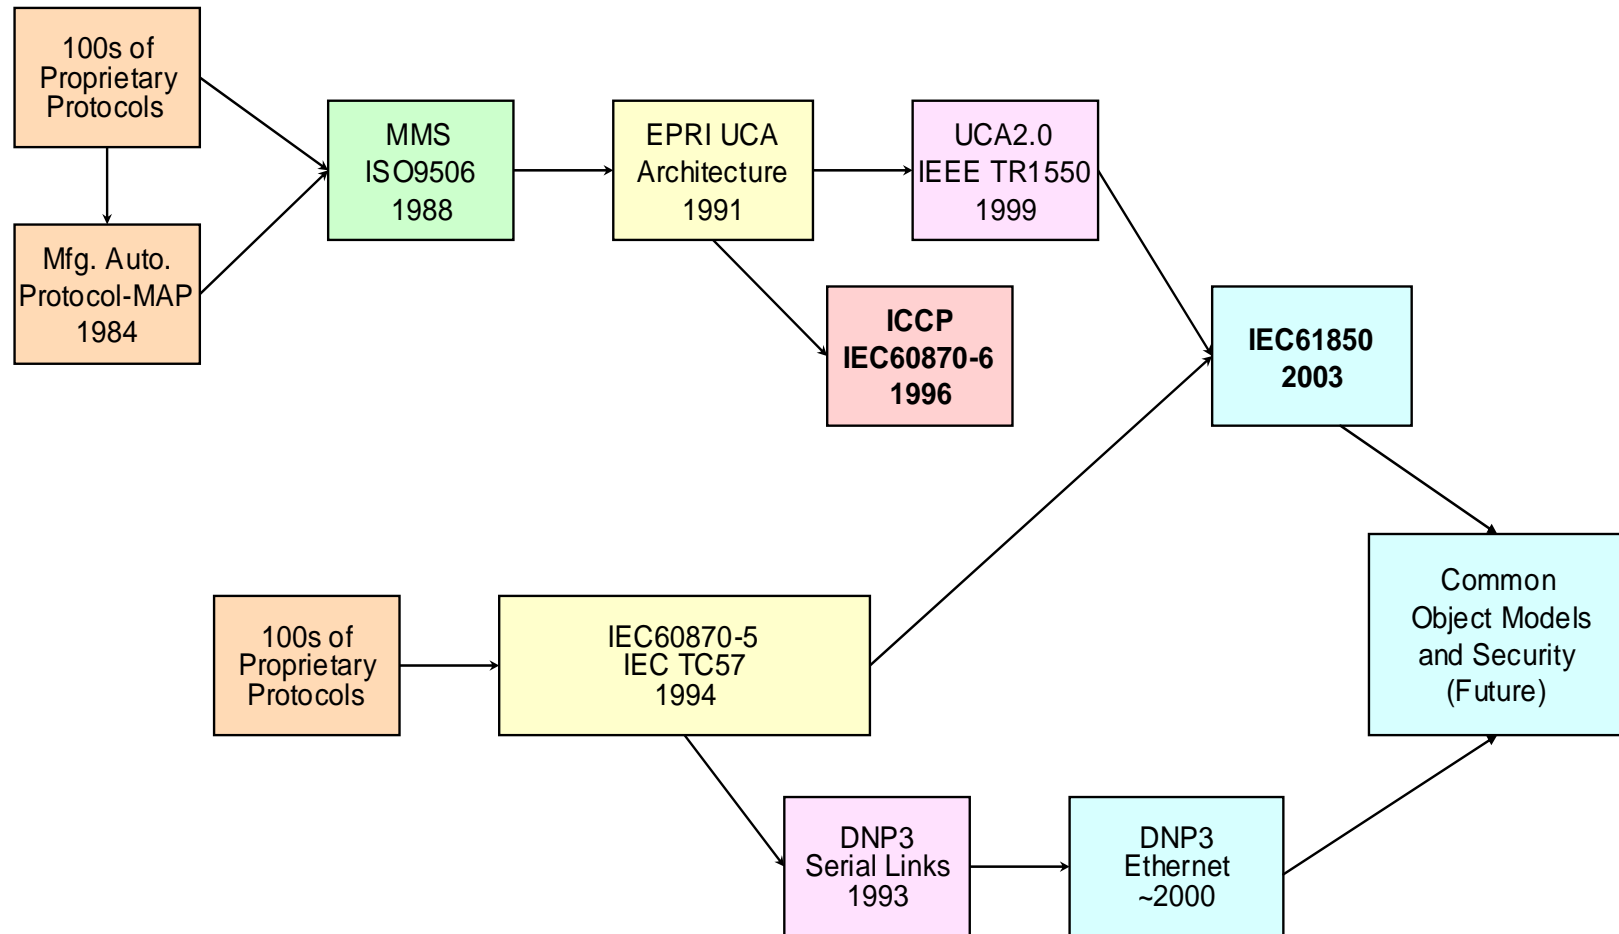 100s of
Proprietary
Protocols
MMS
ISO9506
1988
EPRI UCA
Architecture
1991
UCA2.0
IEEE TR1550
1999
Mfg. Auto.
Protocol-MAP
1984
ICCP
IEC60870-6
1996
IEC61850
2003
Common
Object Models
and Security
(Future)
100s of
Proprietary
Protocols
IEC60870-5
IEC TC57
1994
DNP3
Serial Links
1993
DNP3
Ethernet
~2000